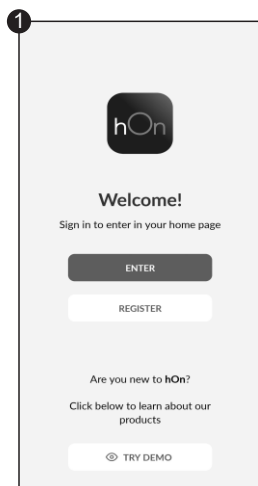 1
hOn
Welcome!
Sign in to enter in your home page
ENTER
REGISTER
Are you new to hOn?
Click below to learn about our
products
TRY DEMO